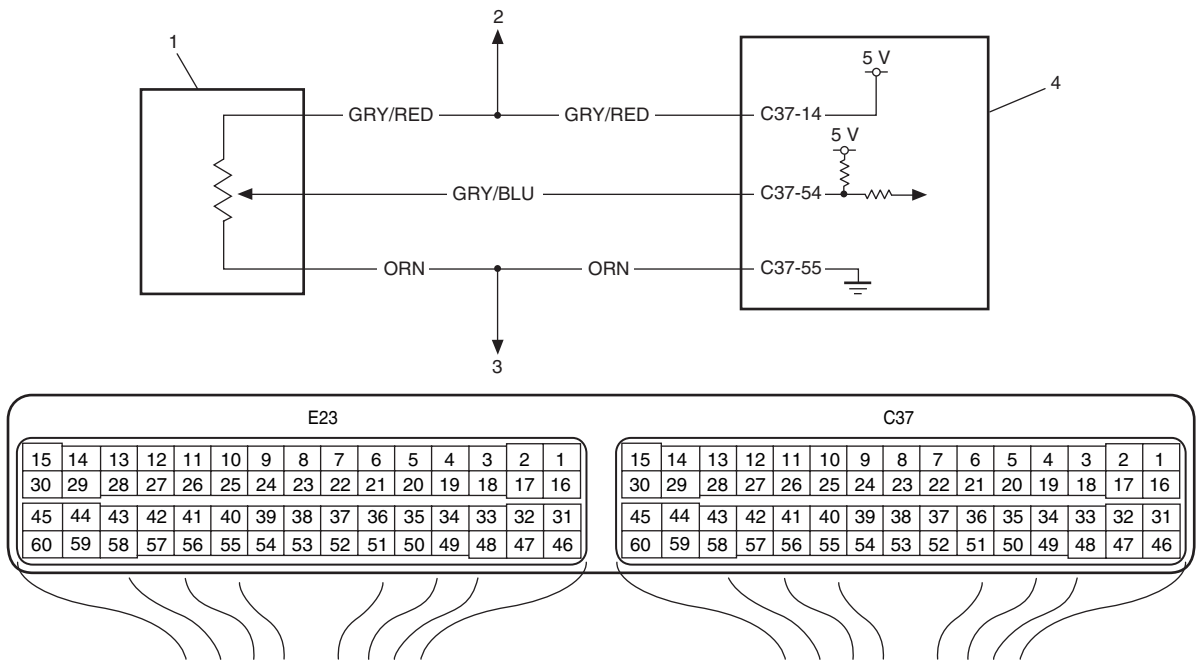 2
1
5 V
4
GRY/RED GRY/RED C37-14
5 V
GRY/BLU C37-54
ORN ORN C37-55
3
E23 C37
15 14 13 12 11 10 9 8 7 6 5 4 3 2 1 15 14 13 12 11 10 9 8 7 6 5 4 3 2 1
30 29 28 27 26 25 24 23 22 21 20 19 18 17 16 30 29 28 27 26 25 24 23 22 21 20 19 18 17 16
45 44 43 42 41 40 39 38 37 36 35 34 33 32 31 45 44 43 42 41 40 39 38 37 36 35 34 33 32 31
60 59 58 57 56 55 54 53 52 51 50 49 48 47 46 60 59 58 57 56 55 54 53 52 51 50 49 48 47 46